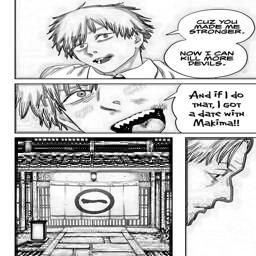 CUZ YOU
MADE ME
STRONGER.
NOW I CAN
KILL MORE
DEVILS.
And if I do
that, I got
a date with
Makima!!